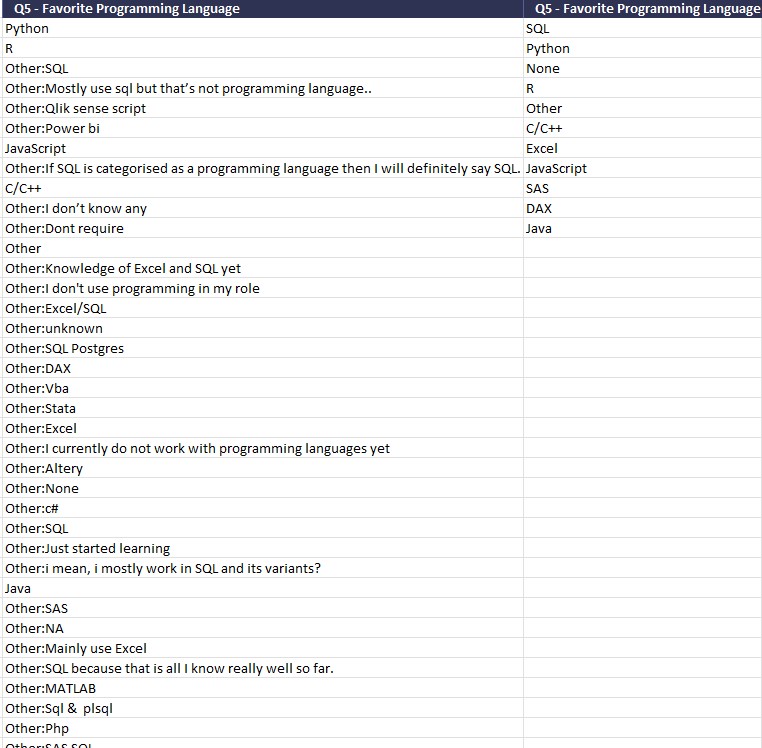 Q5 - Favorite Programming Language Q5 - Favorite Programming Language
Python SQL
R Python
Other:SQL None
Other:Mostly use sql but that’s not programming language.. R
Other:Qlik sense script Other
Other:Power bi C/C++
JavaScript Excel
Other:If SQL is categorised as a programming language then I will definitely say SQL. JavaScript
C/C++ SAS
Other:I don’t know any DAX
Other:Dont require Java
Other
Other:Knowledge of Excel and SQL yet
Other:I don't use programming in my role
Other:Excel/SQL
Other:unknown
Other:SQL Postgres
Other:DAX
Other:Vba
Other:Stata
Other:Excel
Other:I currently do not work with programming languages yet
Other:Altery
Other:None
Other:c#
Other:SQL
Other:Just started learning
Other:i mean, i mostly work in SQL and its variants?
Java
Other:SAS
Other:NA
Other:Mainly use Excel
Other:SQL because that is all I know really well so far.
Other:MATLAB
Other:Sql &  plsql
Other:Php
Other:SAS SQL